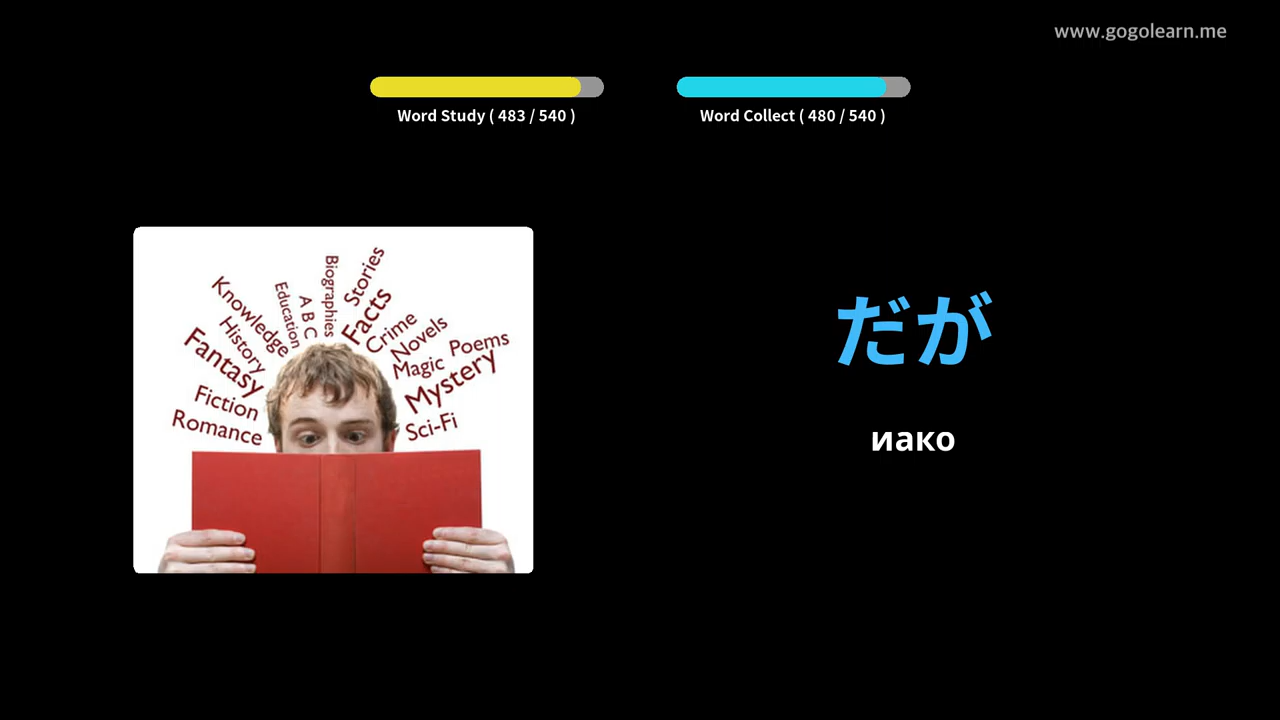 www.gogolearn.me
Word Study ( 483 / 540 )
Word Collect ( 480 / 540 )
Biographies
Stories
Education
A B C
Facts
Knowledge
Crime
History
Novels
Fantasy
Magic
Poems
Mystery
Fiction
Romance
Sci-Fi
だが
иако